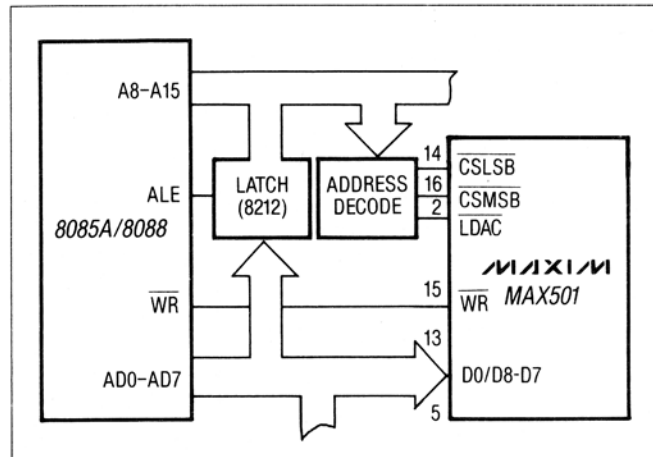 A8–A15
ALE
8085A/8088
WR
AD0–AD7
LATCH
(8212)
ADDRESS
DECODE
14
16
2
15
13
5
CSLSB
CSMSB
LDAC
MAXIM
MAX501
WR
D0/D8-D7